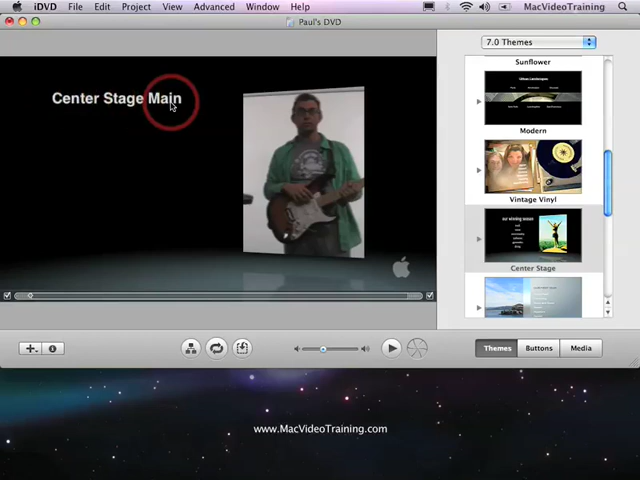 iDVD File Edit Project View Advanced Window Help MacVideoTraining
Paul's DVD
Center Stage Main
7.0 Themes
Sunflower
Modern
Vintage Vinyl
Center Stage
Themes Buttons Media
www.MacVideoTraining.com